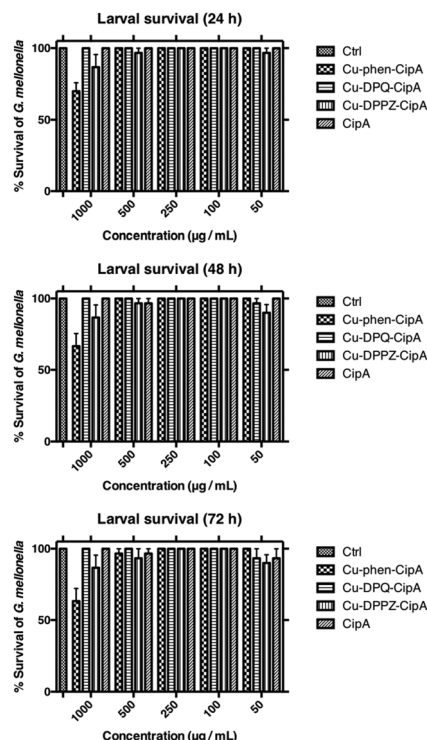 Larval survival (24 h)
% Survival of G. mellonella
100
50
0
1000
500
250
100
50
Concentration (µg / mL)
Ctrl
Cu-phen-CipA
Cu-DPQ-CipA
Cu-DPPZ-CipA
CipA
Larval survival (48 h)
% Survival of G. mellonella
100
50
0
1000
500
250
100
50
Concentration (µg / mL)
Ctrl
Cu-phen-CipA
Cu-DPQ-CipA
Cu-DPPZ-CipA
CipA
Larval survival (72 h)
% Survival of G. mellonella
100
50
0
1000
500
250
100
50
Concentration (µg / mL)
Ctrl
Cu-phen-CipA
Cu-DPQ-CipA
Cu-DPPZ-CipA
CipA